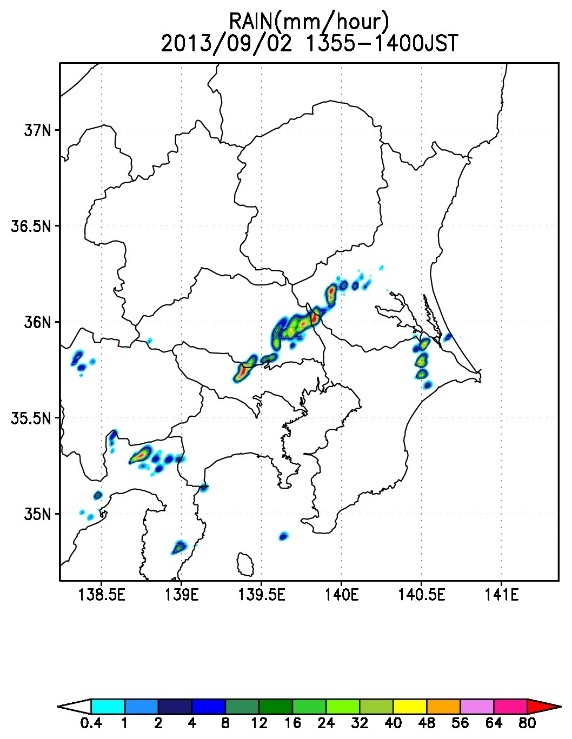 RAIN(mm/hour)
2013/09/02 1355-1400JST
37N
36.5N
36N
35.5N
35N
138.5E 139E 139.5E 140E 140.5E 141E
0.4 1 2 4 8 12 16 24 32 40 48 56 64 80